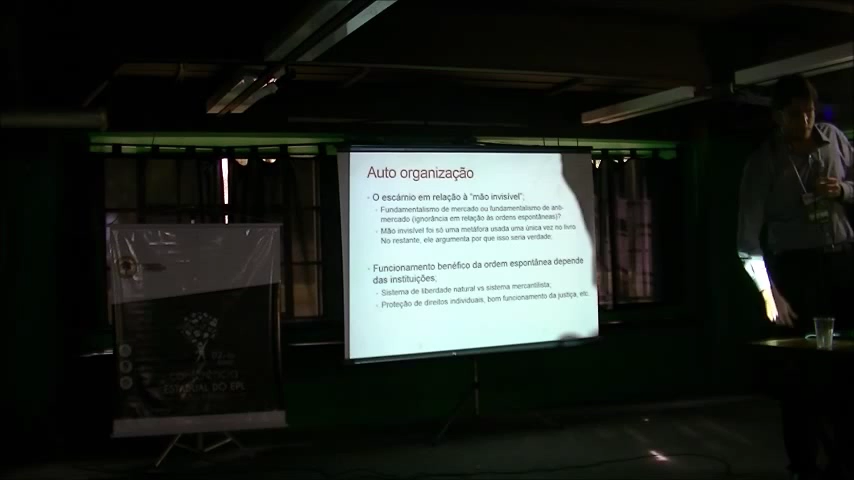 Auto organização
O escárnio em relação à "mão invisível";
Fundamentalismo de mercado ou fundamentalismo de anti-
mercado (ignorância em relação às ordens espontâneas)?
Mão invisível foi só uma metáfora usada uma única vez no livro
No restante, ele argumenta por que isso seria verdade;
Funcionamento benéfico da ordem espontânea depende
das instituições;
Sistema de liberdade natural vs sistema mercantilista;
Proteção de direitos individuais, bom funcionamento da justiça, etc.
CONFERÊNCIA
ESTADUAL DO EPL